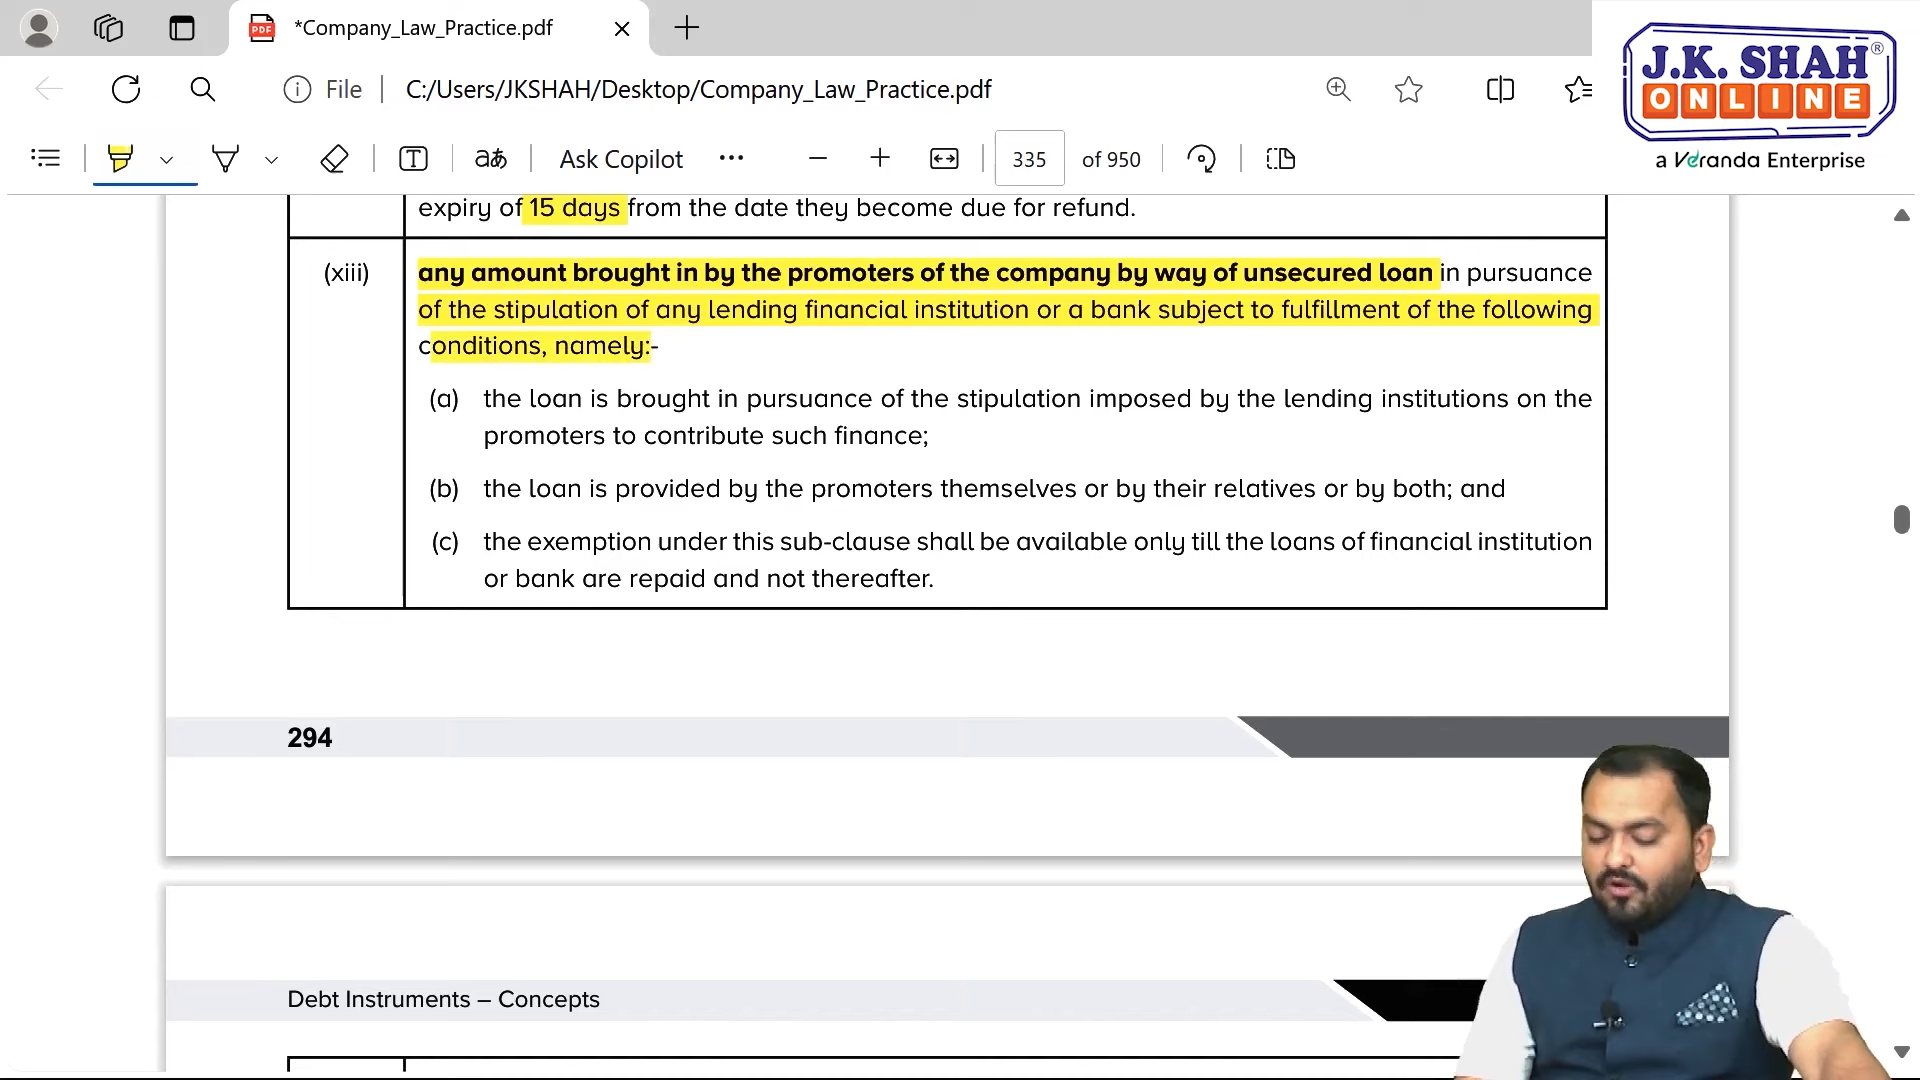 *Company_Law_Practice.pdf
File
C:/Users/JKSHAH/Desktop/Company_Law_Practice.pdf
J.K. SHAH®
ONLINE
a Veranda Enterprise
Ask Copilot
335 of 950
expiry of 15 days from the date they become due for refund.
(xiii) any amount brought in by the promoters of the company by way of unsecured loan in pursuance
of the stipulation of any lending financial institution or a bank subject to fulfillment of the following
conditions, namely:-
(a) the loan is brought in pursuance of the stipulation imposed by the lending institutions on the
promoters to contribute such finance;
(b) the loan is provided by the promoters themselves or by their relatives or by both; and
(c) the exemption under this sub-clause shall be available only till the loans of financial institution
or bank are repaid and not thereafter.
294
Debt Instruments – Concepts